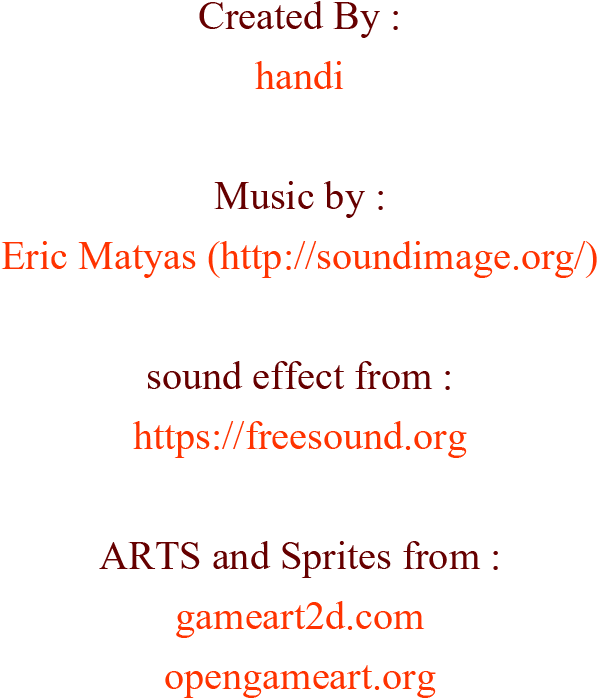 Created By :
handi
Music by :
Eric Matyas (http://soundimage.org/)
sound effect from :
https://freesound.org
ARTS and Sprites from :
gameart2d.com
opengameart.org